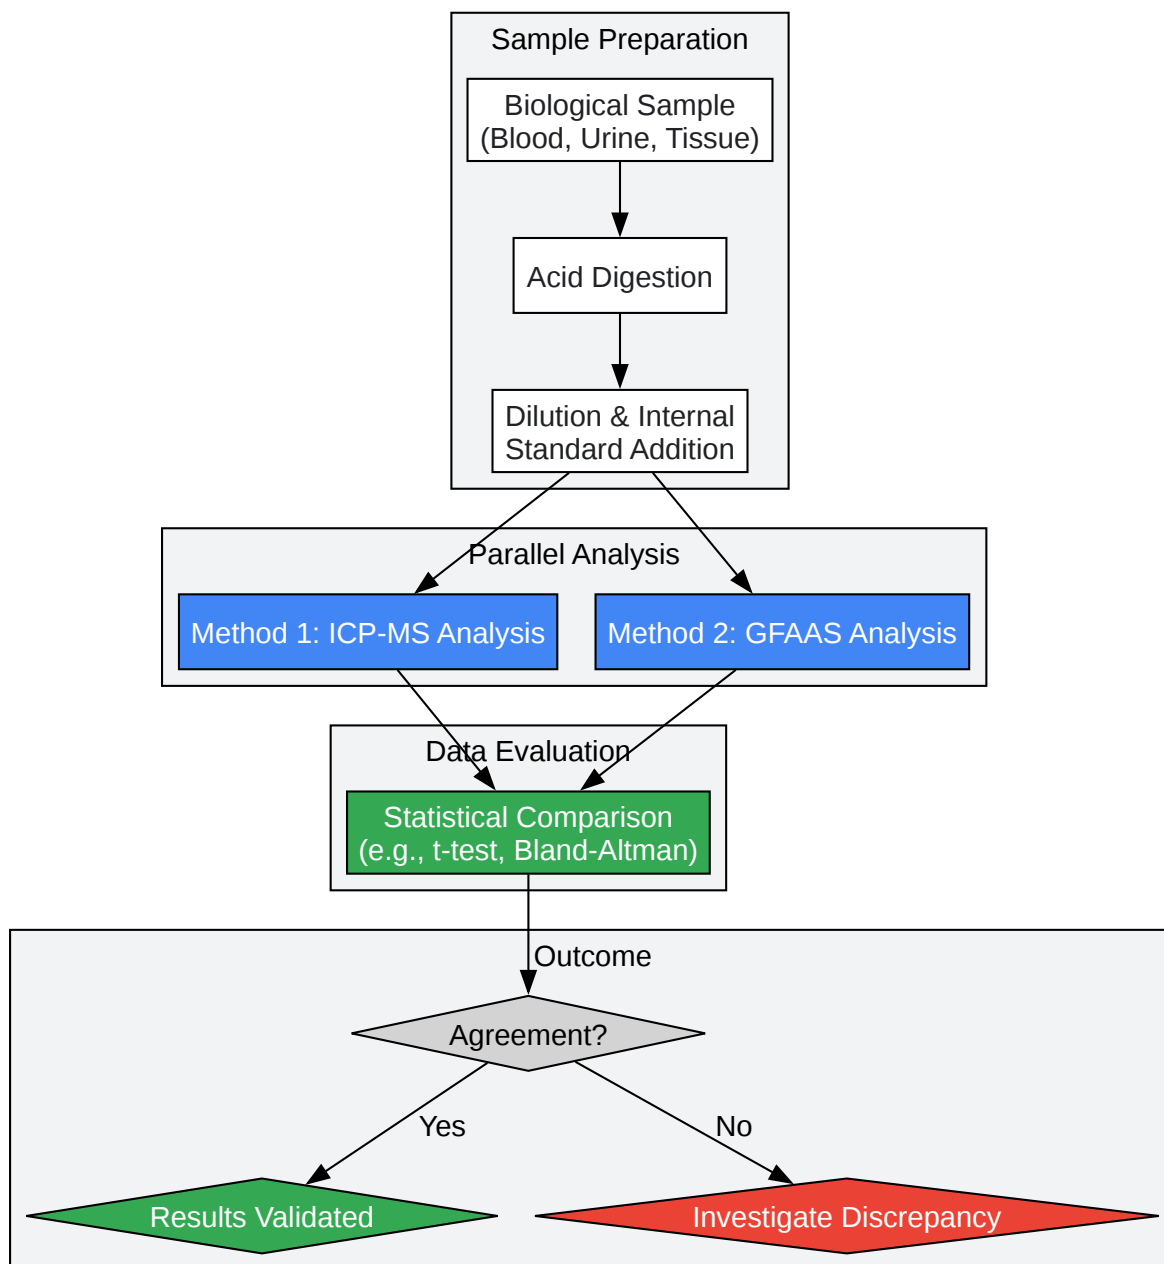 Sample Preparation
Biological Sample
(Blood, Urine, Tissue)
Acid Digestion
Dilution & Internal
Standard Addition
Parallel Analysis
Method 1: ICP-MS Analysis
Method 2: GFAAS Analysis
Data Evaluation
Statistical Comparison
(e.g., t-test, Bland-Altman)
Outcome
Agreement?
Yes
No
Results Validated
Investigate Discrepancy